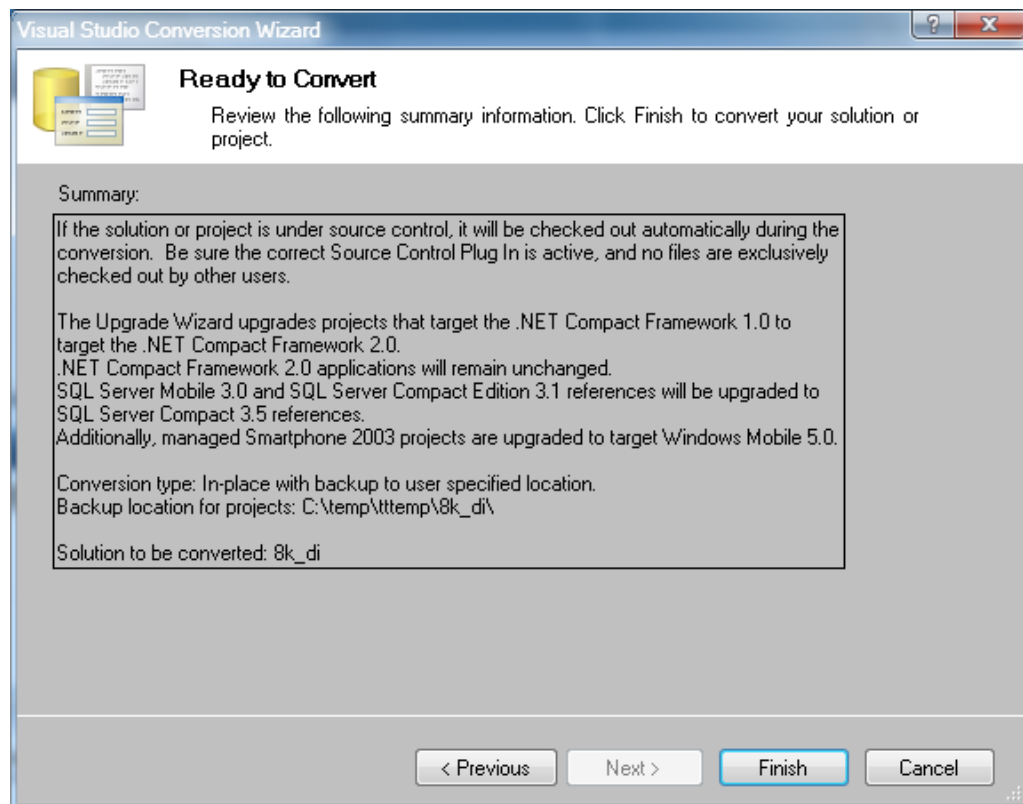 Visual Studio Conversion Wizard
Ready to Convert
Review the following summary information. Click Finish to convert your solution or
project.
Summary:
If the solution or project is under source control, it will be checked out automatically during the
conversion.  Be sure the correct Source Control Plug In is active, and no files are exclusively
checked out by other users.
The Upgrade Wizard upgrades projects that target the .NET Compact Framework 1.0 to
target the .NET Compact Framework 2.0.
.NET Compact Framework 2.0 applications will remain unchanged.
SQL Server Mobile 3.0 and SQL Server Compact Edition 3.1 references will be upgraded to
SQL Server Compact 3.5 references.
Additionally, managed Smartphone 2003 projects are upgraded to target Windows Mobile 5.0.
Conversion type: In-place with backup to user specified location.
Backup location for projects: C:\temp\tttemp\8k_di\
Solution to be converted: 8k_di
< Previous
Next >
Finish
Cancel